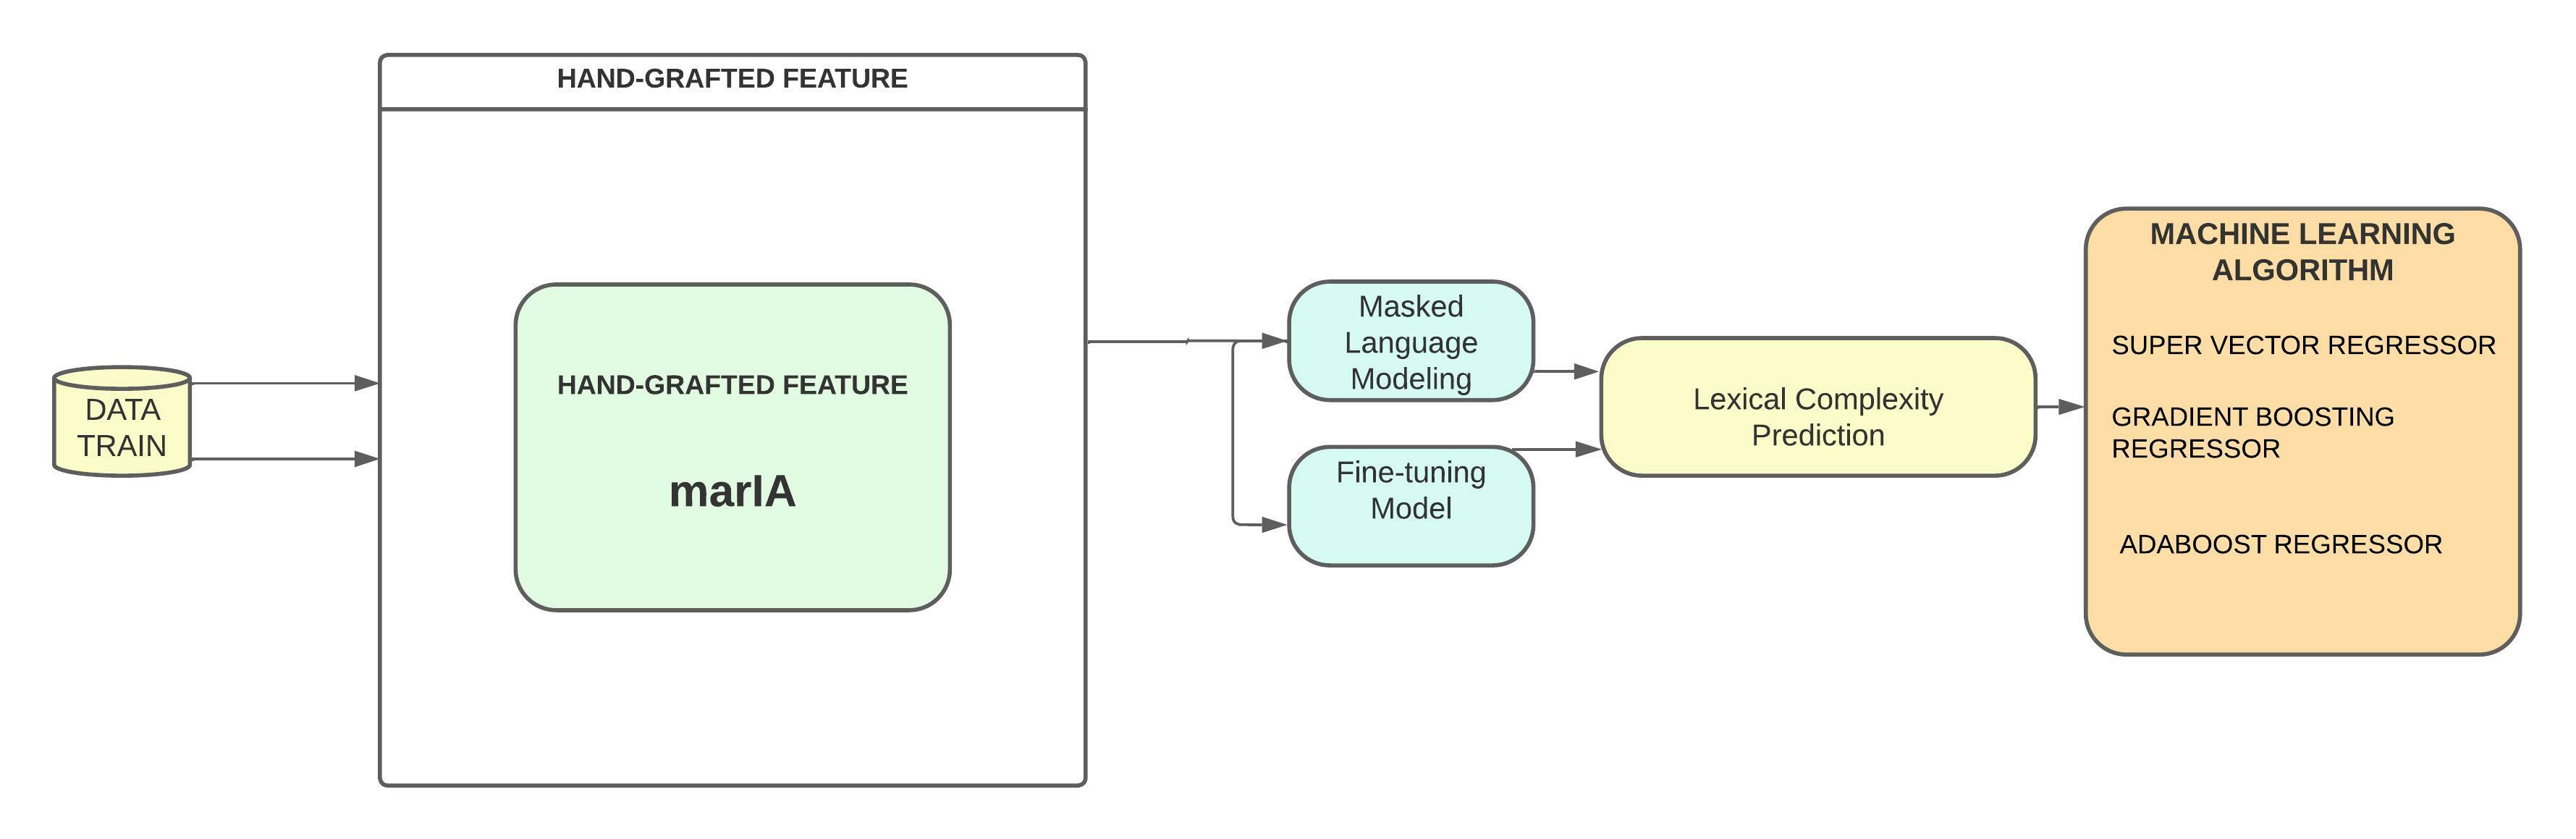 HAND-GRAFTED FEATURE
DATA
TRAIN
HAND-GRAFTED FEATURE
marIA
Masked
Language
Modeling
Fine-tuning
Model
Lexical Complexity
Prediction
MACHINE LEARNING
ALGORITHM
SUPER VECTOR REGRESSOR
GRADIENT BOOSTING
REGRESSOR
ADABOOST REGRESSOR